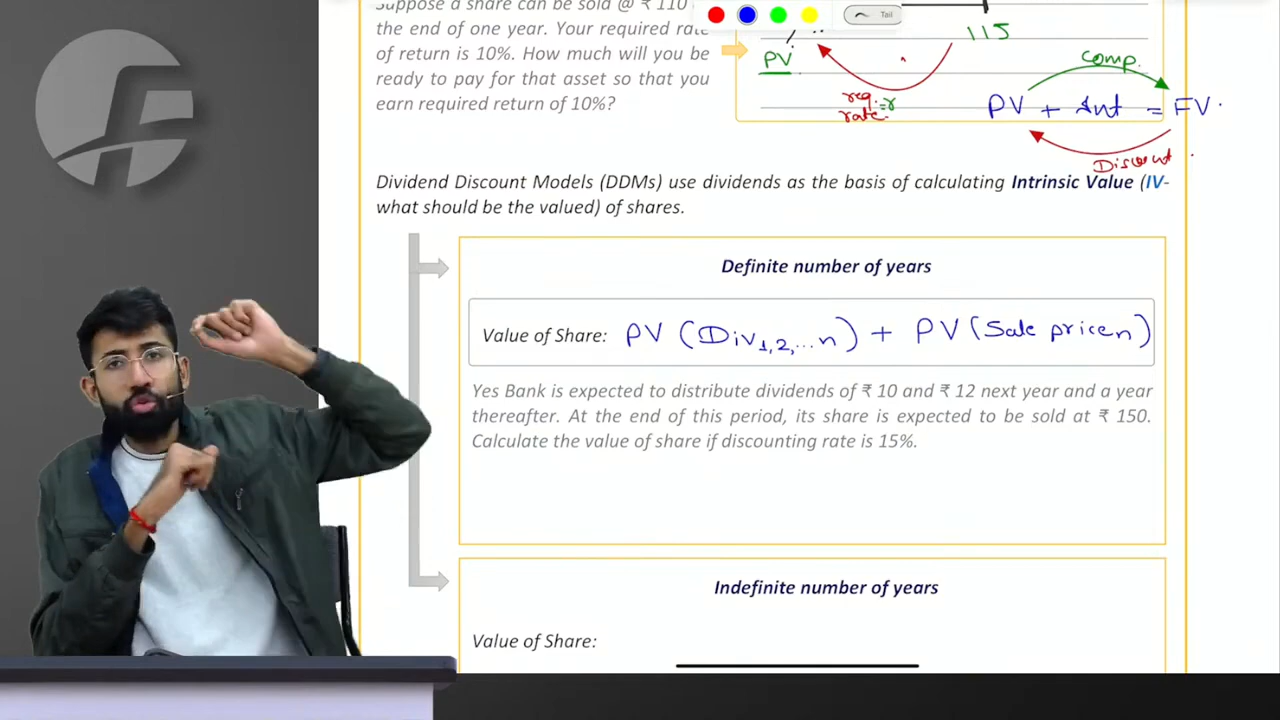 Suppose a share can be sold @ ₹ 110
the end of one year. Your required rate
of return is 10%. How much will you be
ready to pay for that asset so that you
earn required return of 10%?
Tail
115
PV
req.
rate = r
comp.
PV + Int = FV.
Discount
Dividend Discount Models (DDMs) use dividends as the basis of calculating Intrinsic Value (IV-
what should be the valued) of shares.
Definite number of years
Value of Share: PV (Div1,2,...n) + PV (Sale price n)
Yes Bank is expected to distribute dividends of ₹ 10 and ₹ 12 next year and a year
thereafter. At the end of this period, its share is expected to be sold at ₹ 150.
Calculate the value of share if discounting rate is 15%.
Indefinite number of years
Value of Share: